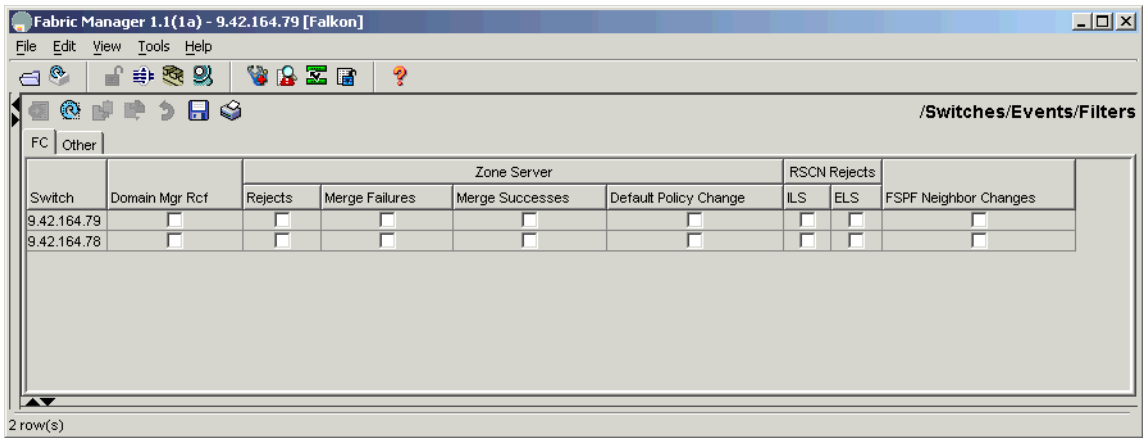 Fabric Manager 1.1(1a) - 9.42.164.79 [Falkon]
File Edit View Tools Help
/Switches/Events/Filters
FC Other
Zone Server RSCN Rejects
Switch Domain Mgr Rcf Rejects Merge Failures Merge Successes Default Policy Change ILS ELS FSPF Neighbor Changes
9.42.164.79
9.42.164.78
2 row(s)